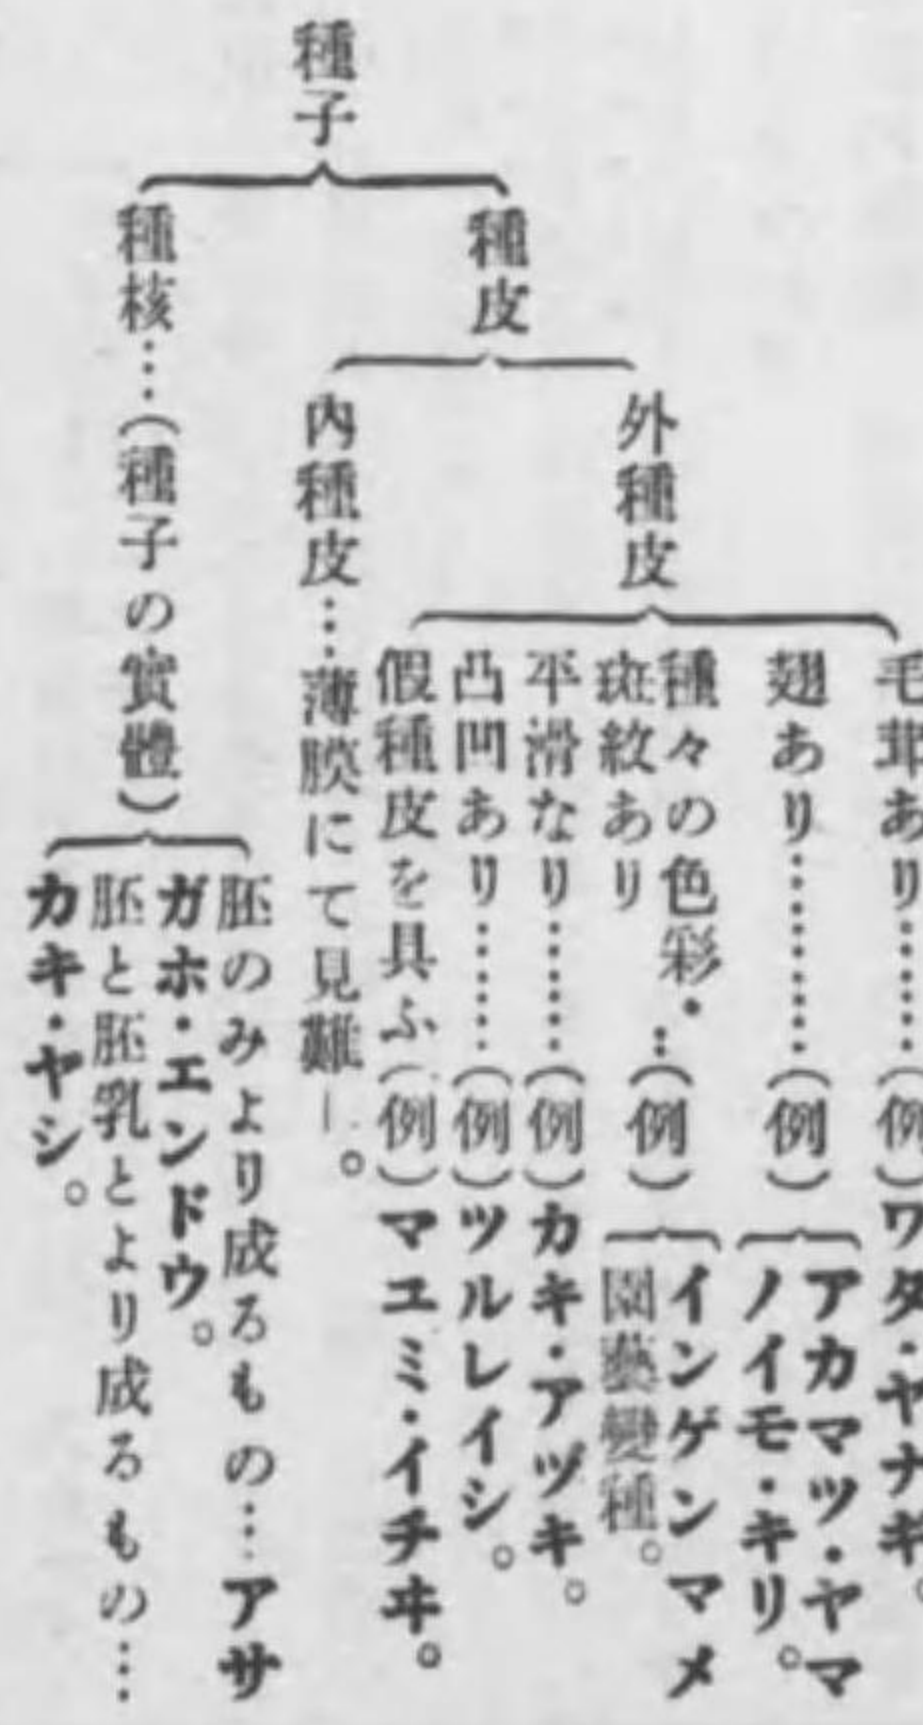 種子
種皮
外種皮
毛茸あり……(例)ワタ・ヤナギ。
翅あり………(例)
アカマツ・ヤマ
ノイモ・キリ。
種々の色彩・
斑紋あり
…(例)
インゲンマメ
園藝變種。
平滑なり……(例)カキ・アヅキ。
凸凹あり……(例)ツルレイシ。
假種皮を具ふ(例)マユミ・イチヰ。
內種皮…薄膜にて見難し。
種核…(種子の實體)
胚のみより成るもの…アサ
ガホ・エンドウ。
胚と胚乳とより成るもの…
カキ・ヤシ。